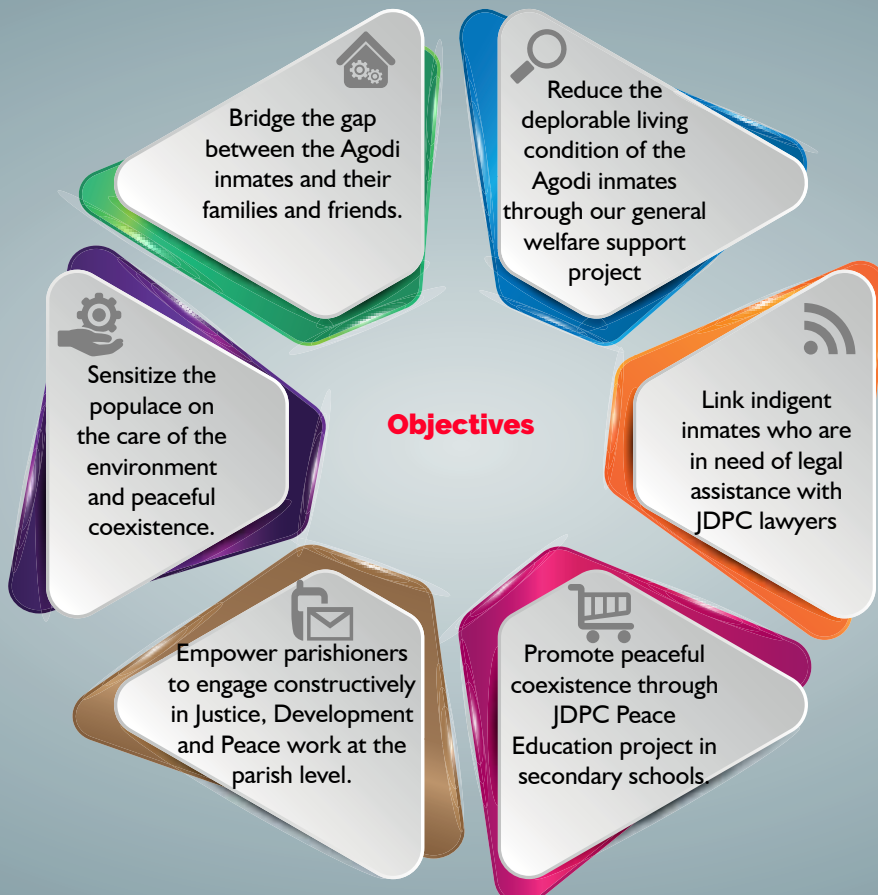 Bridge the gap
between the Agodi
inmates and their
families and friends.
Reduce the
deplorable living
condition of the
Agodi inmates
through our general
welfare support
project
Sensitize the
populace on
the care of the
environment
and peaceful
coexistence.
Objectives
Link indigent
inmates who are
in need of legal
assistance with
JDPC lawyers
Empower parishioners
to engage constructively
in Justice, Development
and Peace work at the
parish level.
Promote peaceful
coexistence through
JDPC Peace
Education project in
secondary schools.